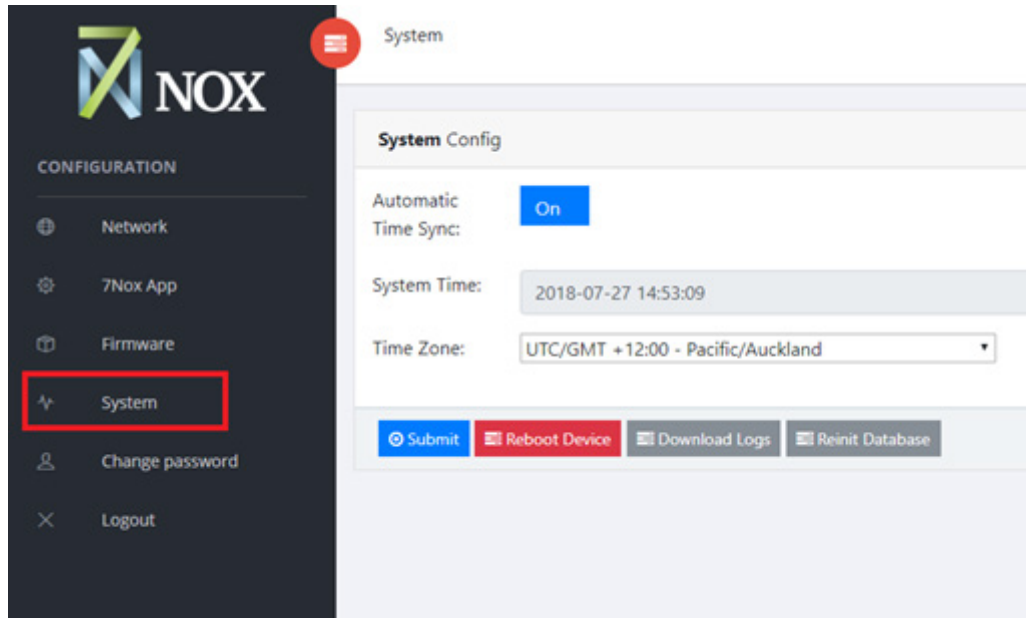 7
NOX
CONFIGURATION
Network
7Nox App
Firmware
System
Change password
Logout
System
System Config
Automatic
Time Sync:
On
System Time:
2018-07-27 14:53:09
Time Zone:
UTC/GMT +12:00 - Pacific/Auckland
Submit
Reboot Device
Download Logs
Reinit Database